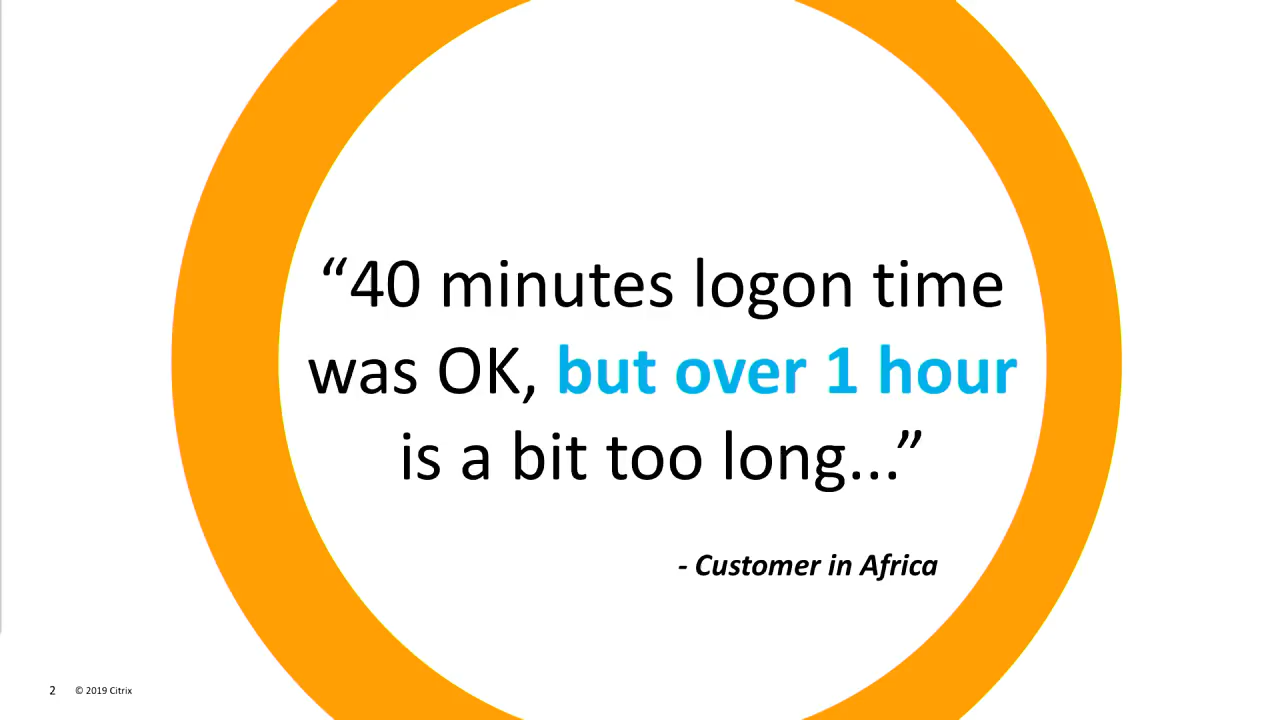 “40 minutes logon time
was OK, but over 1 hour
is a bit too long...”
- Customer in Africa
2 © 2019 Citrix